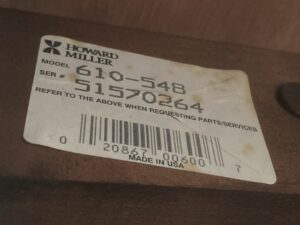 HOWARD
MILLER
MODEL 610-548
SER # 51570264
REFER TO THE ABOVE WHEN REQUESTING PARTS/SERVICES
0 20867 00600 7
MADE IN USA